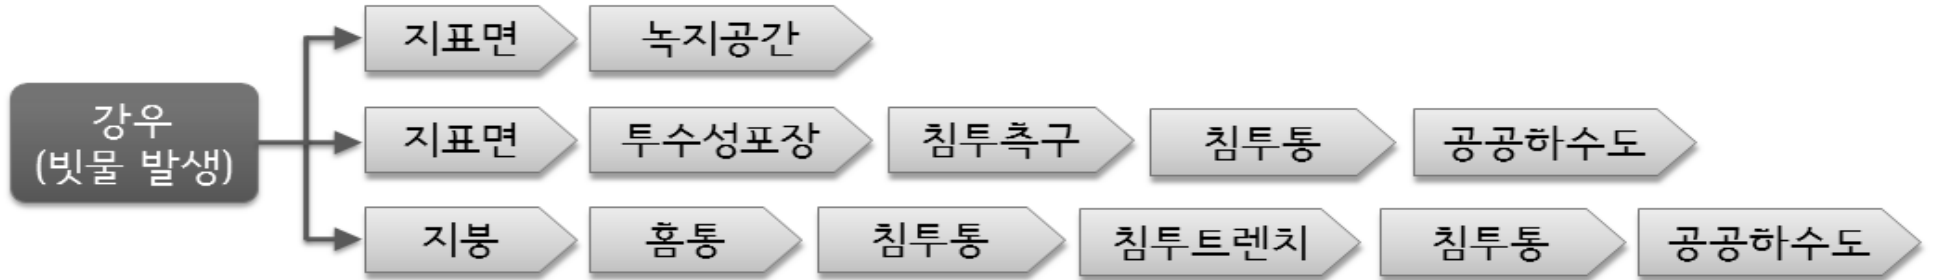 강우
(빗물 발생)
지표면 녹지공간
지표면 투수성포장 침투측구 침투통 공공하수도
지붕 홈통 침투통 침투트렌치 침투통 공공하수도